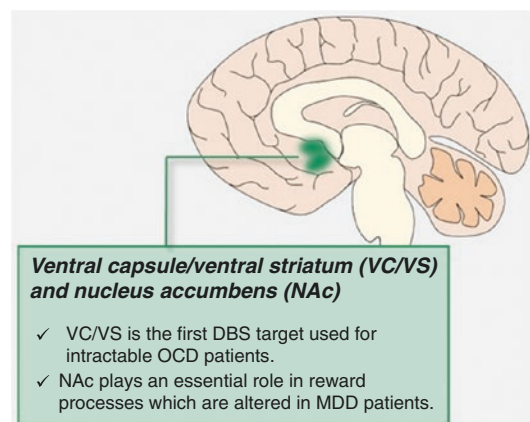 Ventral capsule/ventral striatum (VC/VS)
and nucleus accumbens (NAc)
✓ VC/VS is the first DBS target used for
intractable OCD patients.
✓ NAc plays an essential role in reward
processes which are altered in MDD patients.